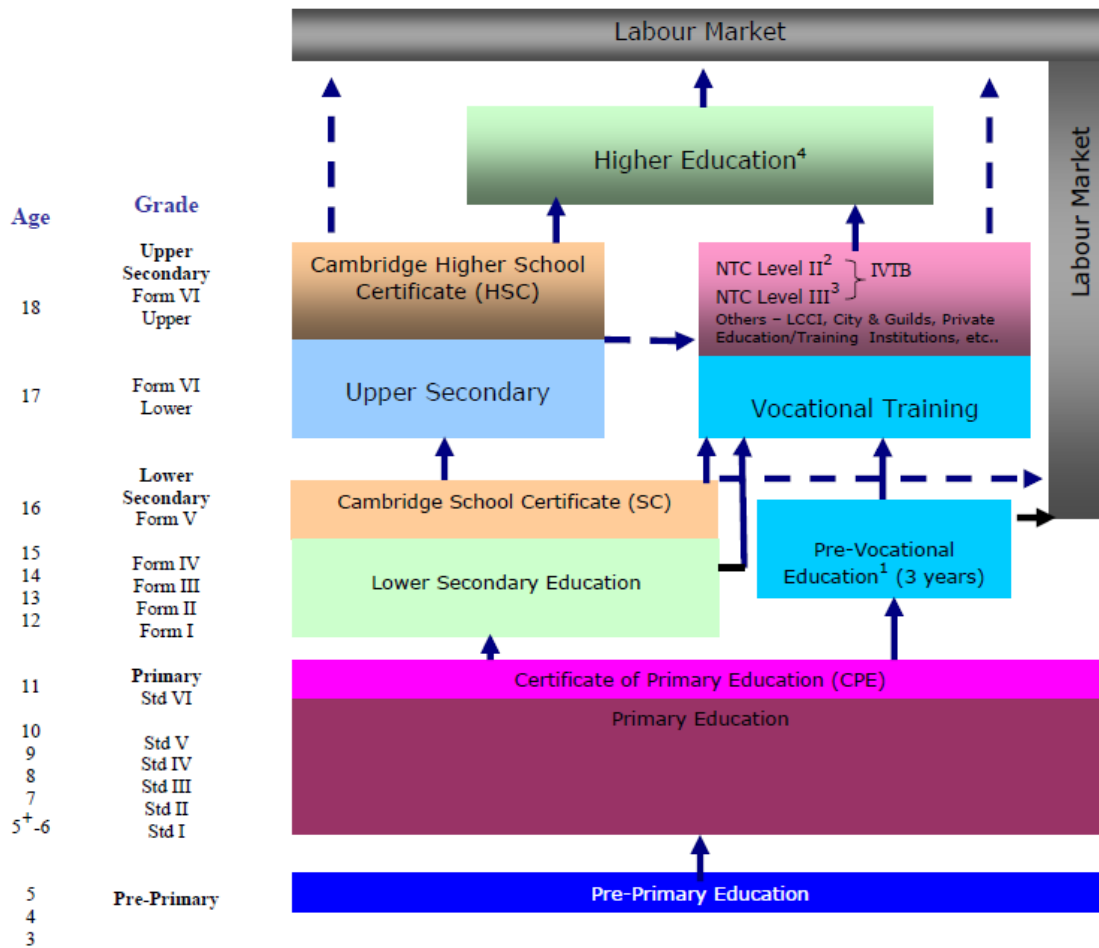 Labour Market
Labour Market
Higher Education⁴
Age
Grade
Upper
Secondary
Form VI
Upper
18
Cambridge Higher School
Certificate (HSC)
NTC Level II²
NTC Level III³
IVTB
Others – LCCI, City & Guilds, Private
Education/Training Institutions, etc..
17
Form VI
Lower
Upper Secondary
Vocational Training
Lower
Secondary
Form V
16
Cambridge School Certificate (SC)
15
14
13
12
Form IV
Form III
Form II
Form I
Lower Secondary Education
Pre-Vocational
Education¹ (3 years)
11
Primary
Std VI
Certificate of Primary Education (CPE)
Primary Education
10
9
8
7
5⁺-6
Std V
Std IV
Std III
Std II
Std I
5
4
3
Pre-Primary
Pre-Primary Education